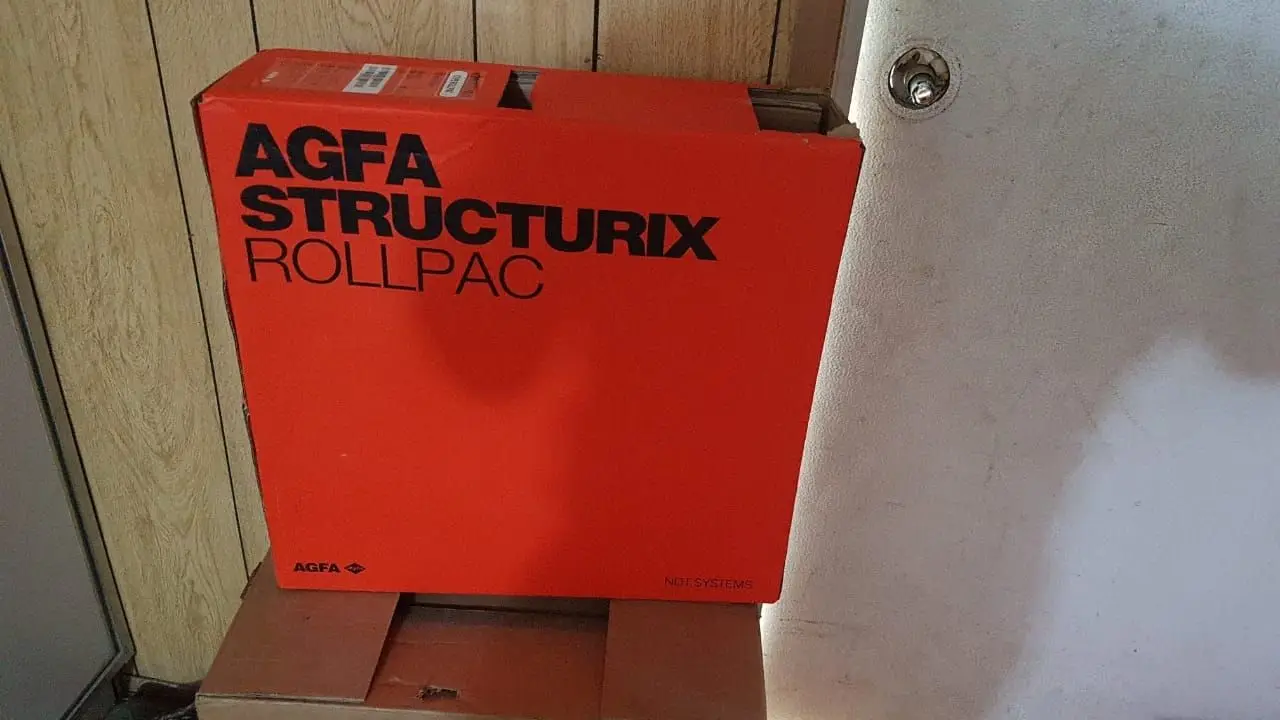 AGFA
STRUCTURIX
ROLLPAC
AGFA
NDT SYSTEMS